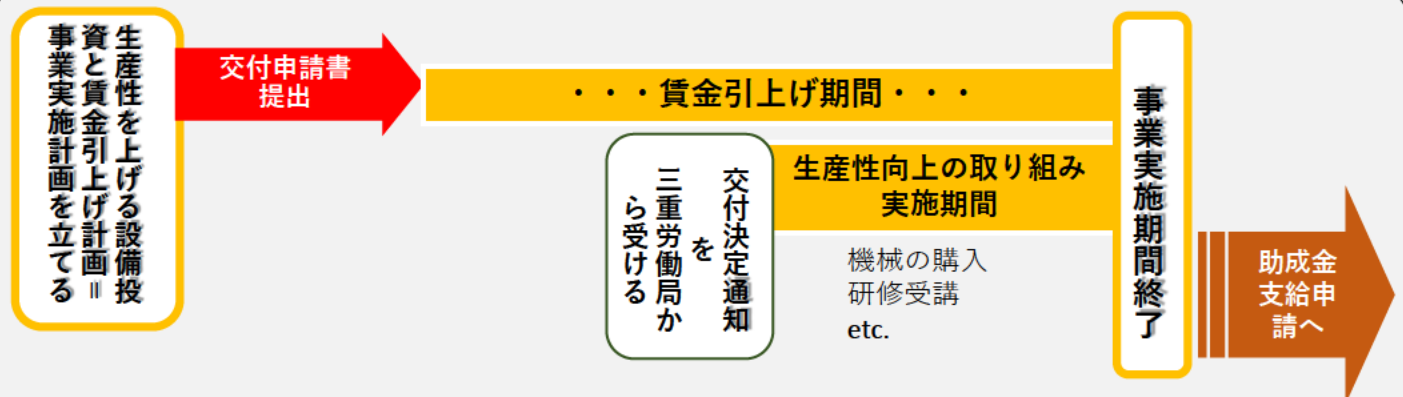 生産性を上げる設備投
資と賃金引上げ計画＝
事業実施計画を立てる
交付申請書
提出
・・・賃金引上げ期間・・・
交付決定通知
を
三重労働局か
ら受ける
生産性向上の取り組み
実施期間
機械の購入
研修受講
etc.
事業実施期間終了
助成金
支給申
請へ